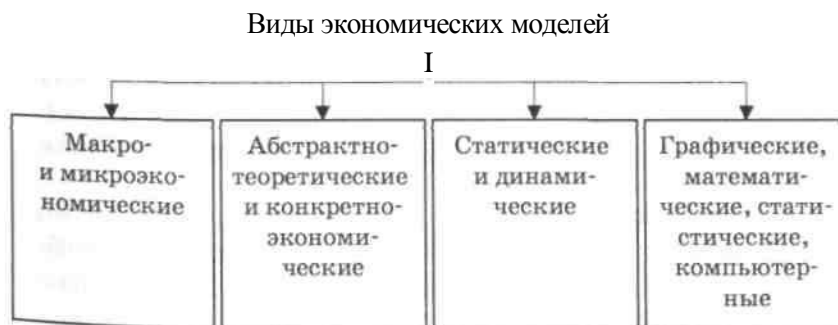 Виды экономических моделей
I
Макро-
и микроэко-
номические
Абстрактно-
теоретические
и конкретно-
экономи-
ческие
Статические
и динами-
ческие
Графические,
математи-
ческие, стати-
стические,
компьютер-
ные